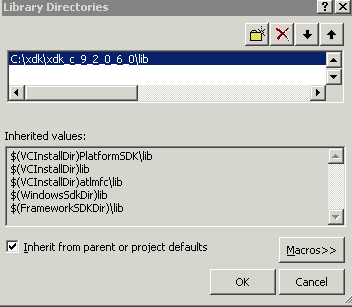 Library Directories
C:\xdk\xdk_c_9_2_0_6_0\lib
Inherited values:
$(VCInstallDir)PlatformSDK\lib
$(VCInstallDir)lib
$(VCInstallDir)atlmfc\lib
$(WindowsSdkDir)\lib
$(FrameworkSDKDir)\lib
Inherit from parent or project defaults
Macros>>
OK
Cancel